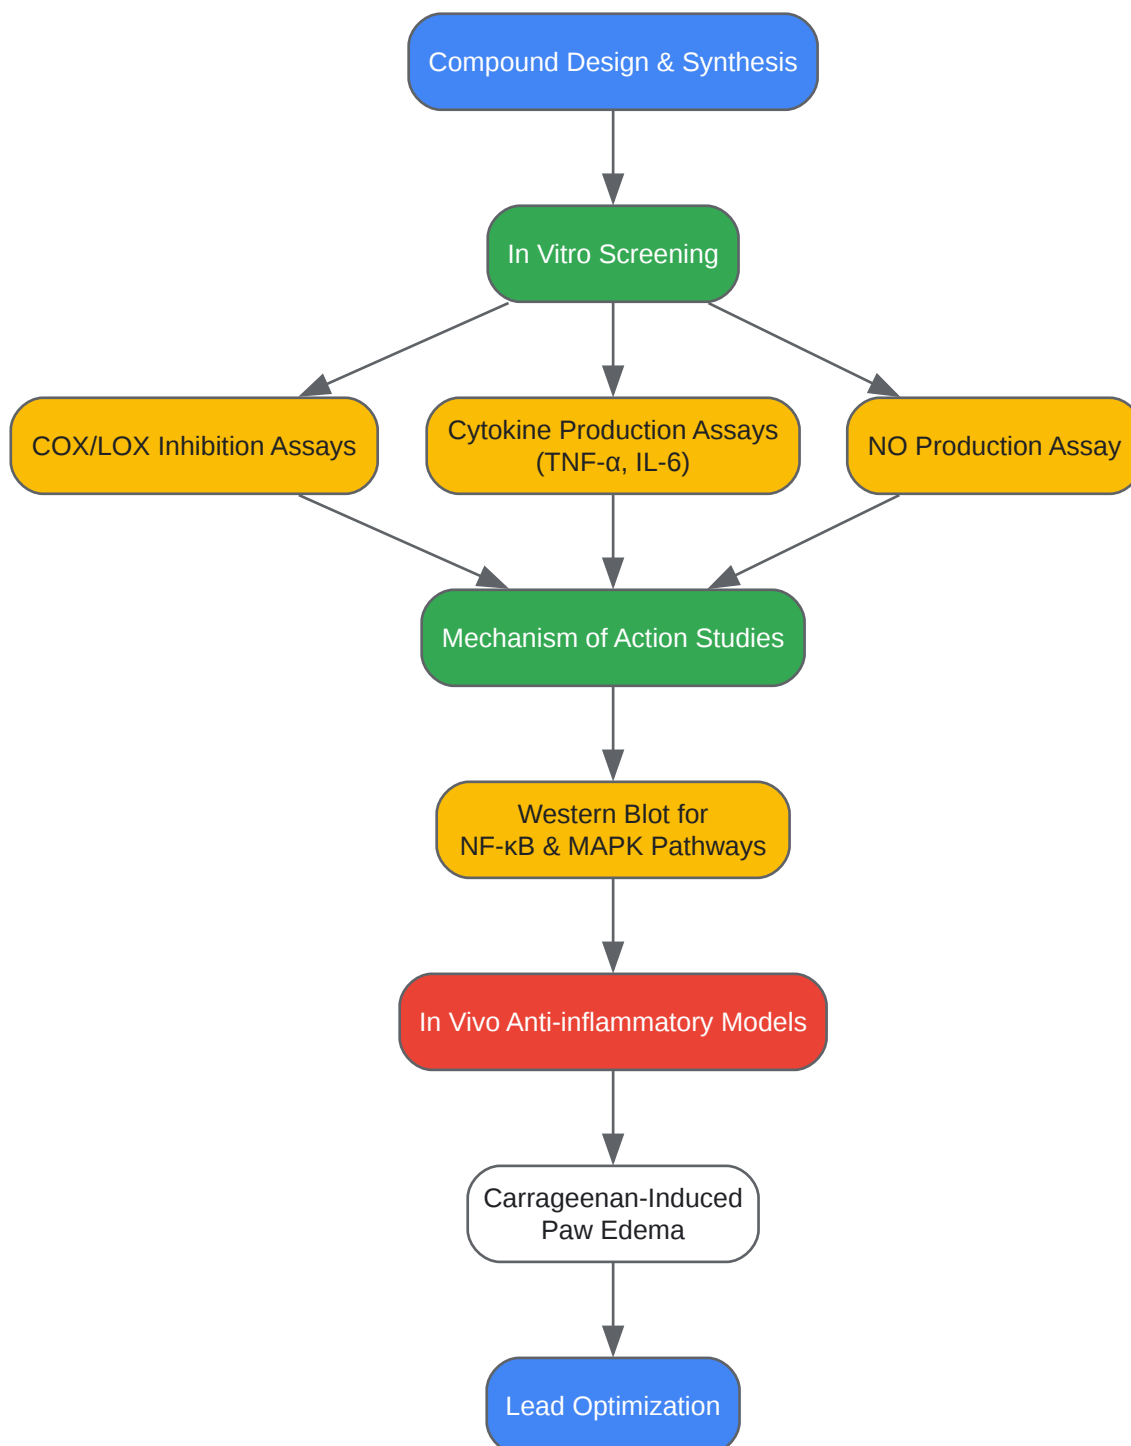 Compound Design & Synthesis
In Vitro Screening
COX/LOX Inhibition Assays
Cytokine Production Assays
(TNF-α, IL-6)
NO Production Assay
Mechanism of Action Studies
Western Blot for
NF-κB & MAPK Pathways
In Vivo Anti-inflammatory Models
Carrageenan-Induced
Paw Edema
Lead Optimization